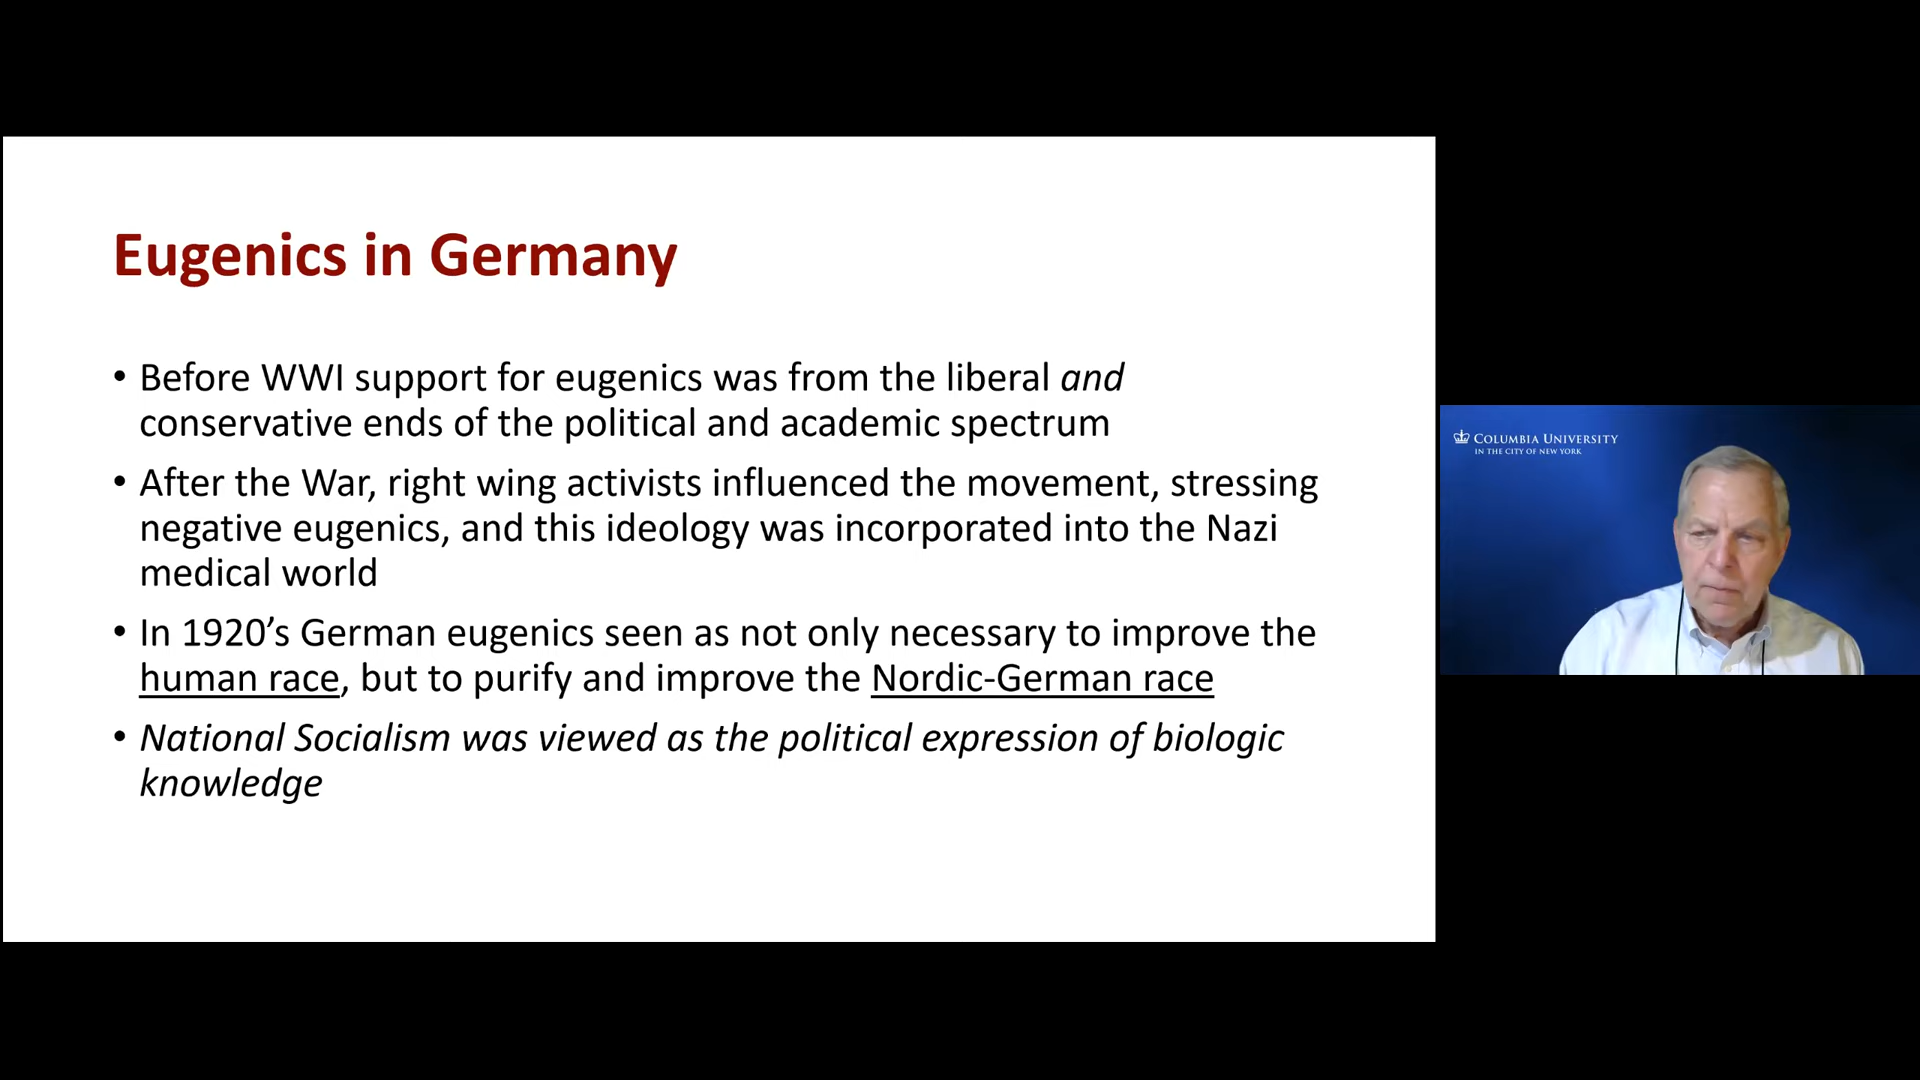 Eugenics in Germany
• Before WWI support for eugenics was from the liberal and
conservative ends of the political and academic spectrum
• After the War, right wing activists influenced the movement, stressing
negative eugenics, and this ideology was incorporated into the Nazi
medical world
• In 1920’s German eugenics seen as not only necessary to improve the
human race, but to purify and improve the Nordic-German race
• National Socialism was viewed as the political expression of biologic
knowledge
COLUMBIA UNIVERSITY
IN THE CITY OF NEW YORK